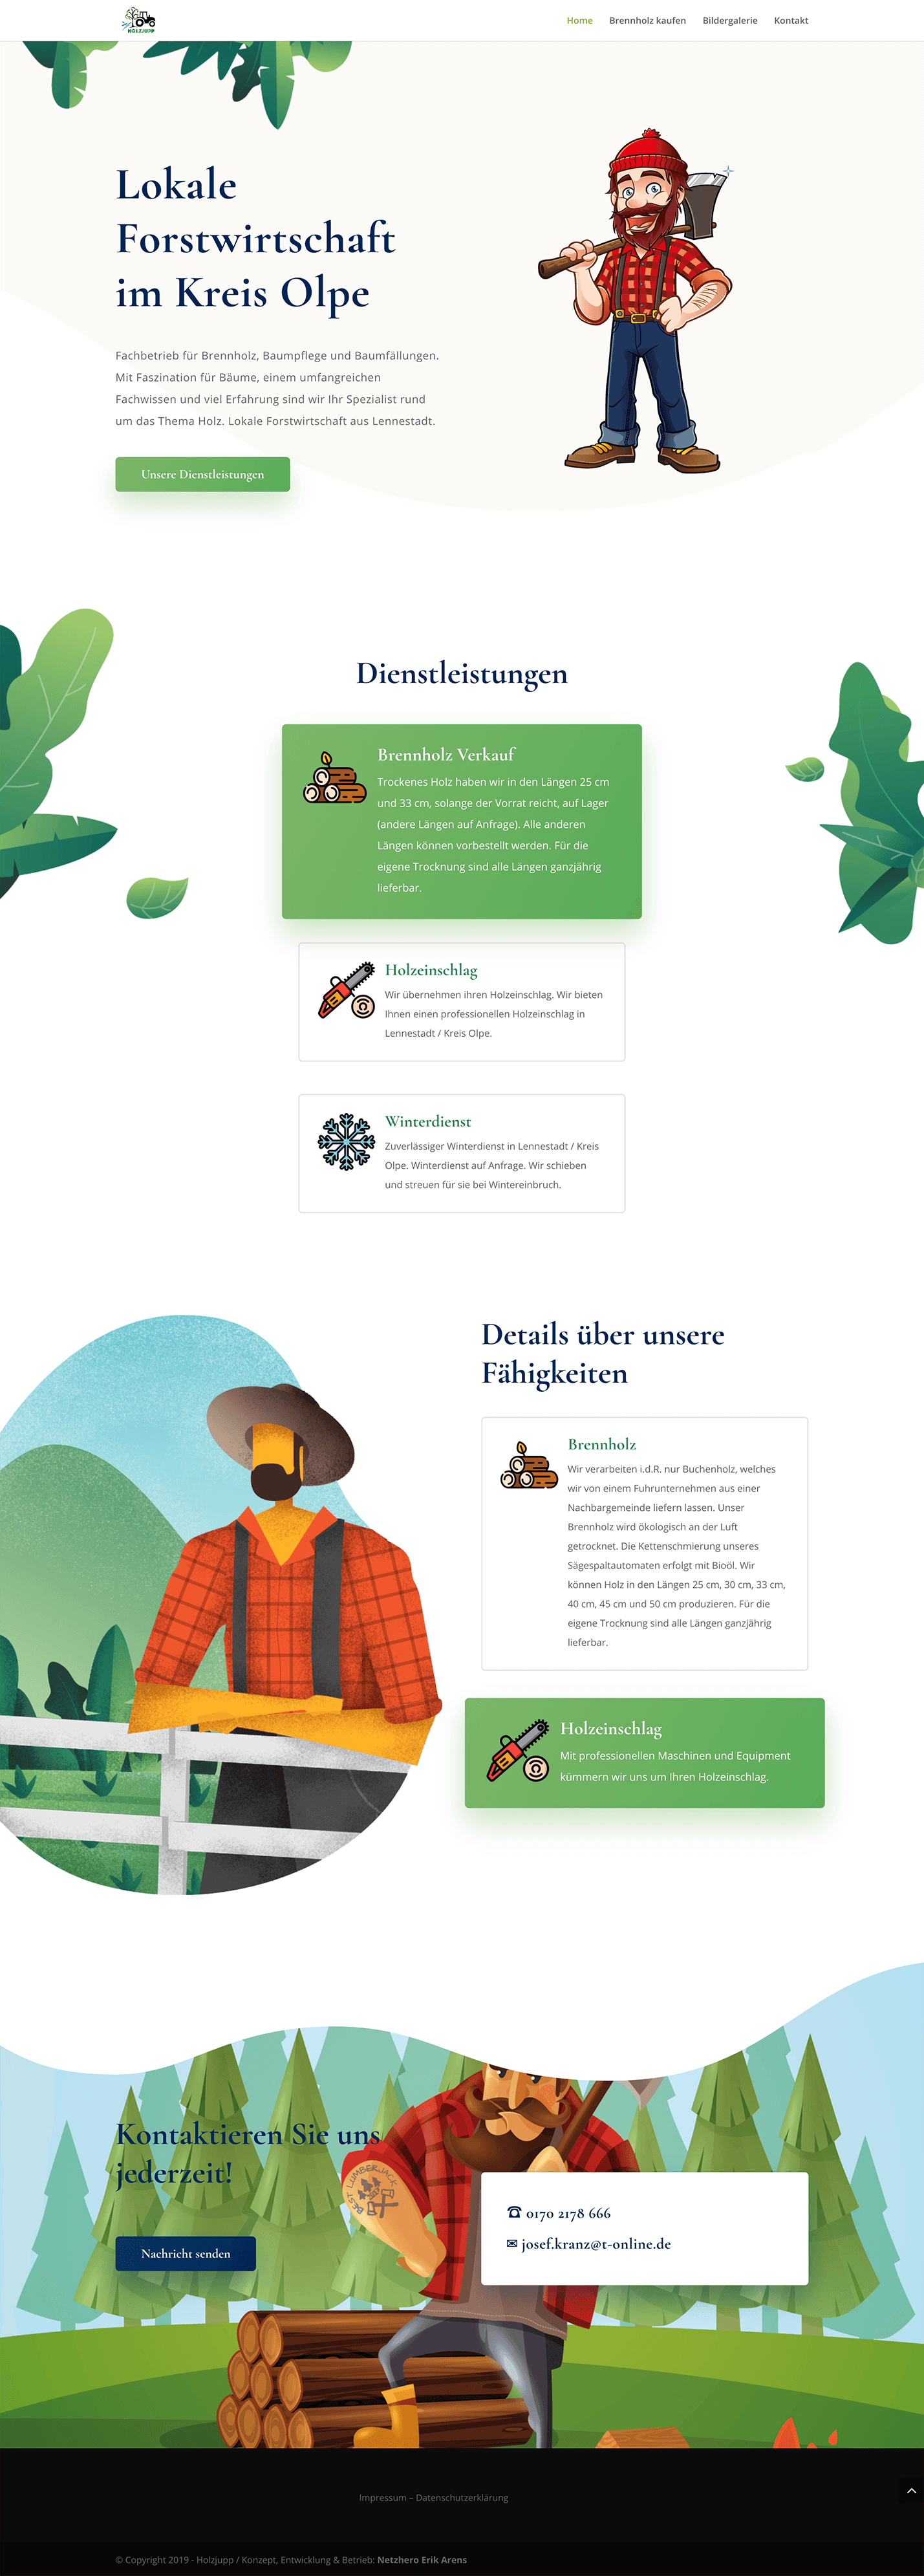 HOLZJUPP
Home Brennholz kaufen Bildergalerie Kontakt
Lokale
Forstwirtschaft
im Kreis Olpe
Fachbetrieb für Brennholz, Baumpflege und Baumfällungen.
Mit Faszination für Bäume, einem umfangreichen
Fachwissen und viel Erfahrung sind wir Ihr Spezialist rund
um das Thema Holz. Lokale Forstwirtschaft aus Lennestadt.
Unsere Dienstleistungen
Dienstleistungen
Brennholz Verkauf
Trockenes Holz haben wir in den Längen 25 cm
und 33 cm, solange der Vorrat reicht, auf Lager
(andere Längen auf Anfrage). Alle anderen
Längen können vorbestellt werden. Für die
eigene Trocknung sind alle Längen ganzjährig
lieferbar.
Holzeinschlag
Wir übernehmen ihren Holzeinschlag. Wir bieten
Ihnen einen professionellen Holzeinschlag in
Lennestadt / Kreis Olpe.
Winterdienst
Zuverlässiger Winterdienst in Lennestadt / Kreis
Olpe. Winterdienst auf Anfrage. Wir schieben
und streuen für sie bei Wintereinbruch.
Details über unsere
Fähigkeiten
Brennholz
Wir verarbeiten i.d.R. nur Buchenholz, welches
wir von einem Fuhrunternehmen aus einer
Nachbargemeinde liefern lassen. Unser
Brennholz wird ökologisch an der Luft
getrocknet. Die Kettenschmierung unseres
Sägespaltautomaten erfolgt mit Bioöl. Wir
können Holz in den Längen 25 cm, 30 cm, 33 cm,
40 cm, 45 cm und 50 cm produzieren. Für die
eigene Trocknung sind alle Längen ganzjährig
lieferbar.
Holzeinschlag
Mit professionellen Maschinen und Equipment
kümmern wir uns um Ihren Holzeinschlag.
Kontaktieren Sie uns
jederzeit!
BEST LUMBERJACK
☎ 0170 2178 666
✉ josef.kranz@t-online.de
Nachricht senden
Impressum – Datenschutzerklärung
© Copyright 2019 - Holzjupp / Konzept, Entwicklung & Betrieb: Netzhero Erik Arens